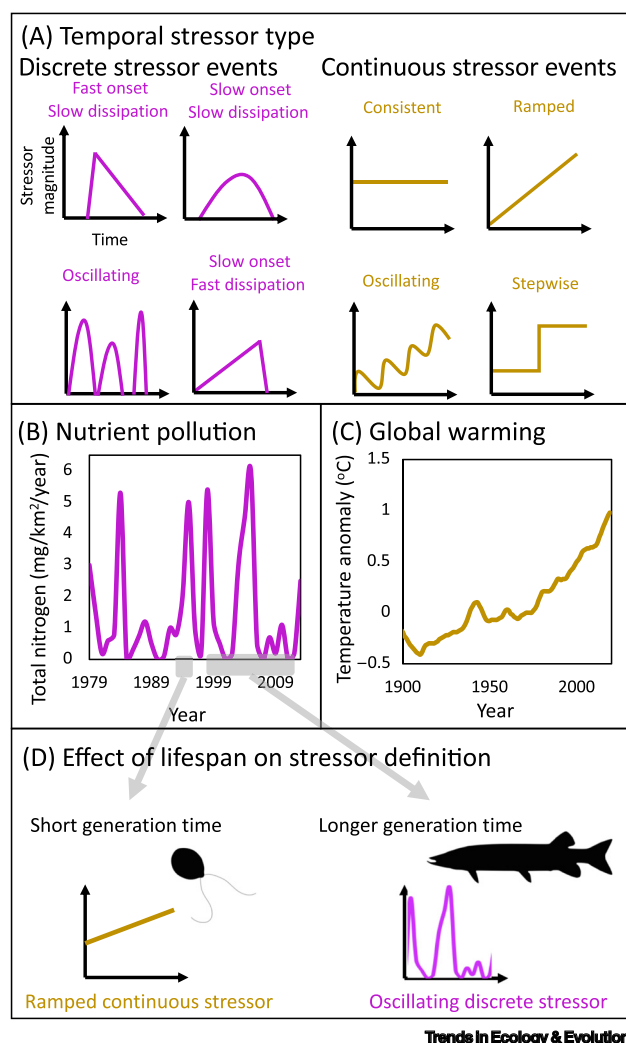 (A) Temporal stressor type
Discrete stressor events
Continuous stressor events
Fast onset
Slow dissipation
Slow onset
Slow dissipation
Consistent
Ramped
Stressor
magnitude
Time
Oscillating
Slow onset
Fast dissipation
Oscillating
Stepwise
(B) Nutrient pollution
Total nitrogen (mg/km²/year)
6
5
4
3
2
1
0
1979
1989
1999
2009
Year
(C) Global warming
Temperature anomaly (°C)
1.5
1
0.5
0
−0.5
1900
1950
2000
Year
(D) Effect of lifespan on stressor definition
Short generation time
Longer generation time
Ramped continuous stressor
Oscillating discrete stressor
Trends in Ecology & Evolution